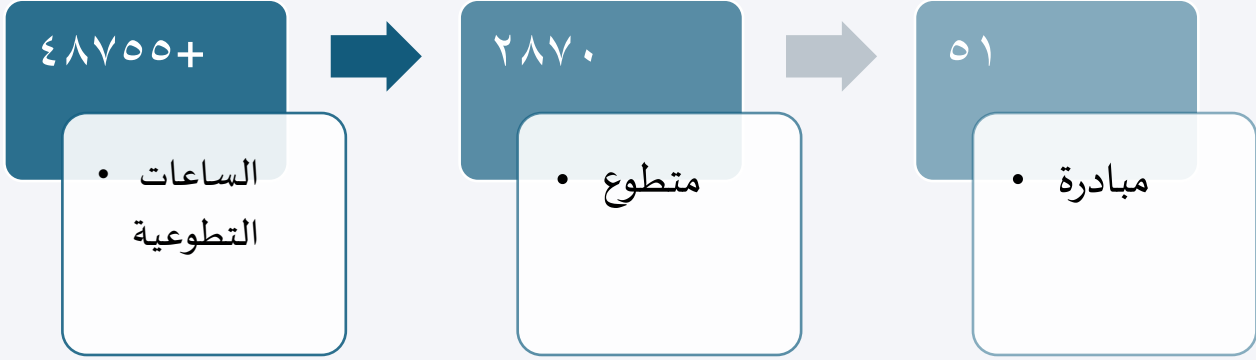 ٤٨٧٥٥+
• الساعات
التطوعية
٢٨٧٠
• متطوع
٥١
• مبادرة